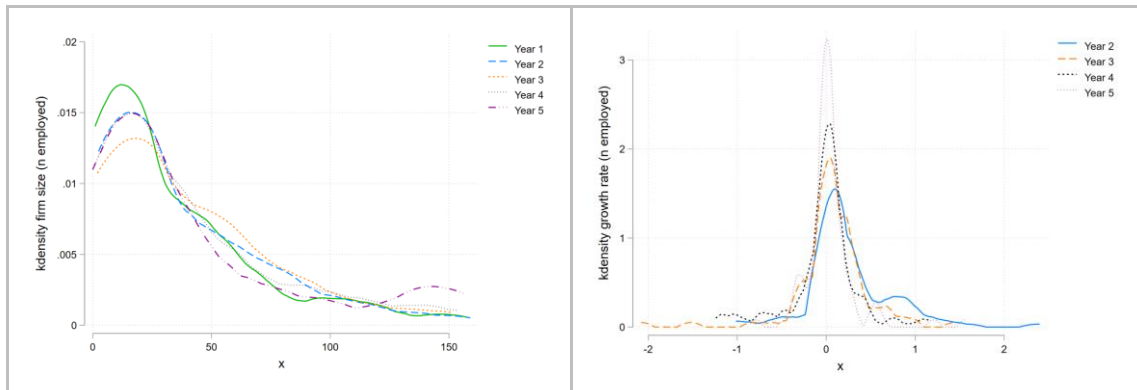 kdensity firm size (n employed)
.02
.015
.01
.005
0
0
50
100
150
x
Year 1
Year 2
Year 3
Year 4
Year 5
kdensity growth rate (n employed)
3
2
1
0
-2
-1
0
1
2
x
Year 2
Year 3
Year 4
Year 5